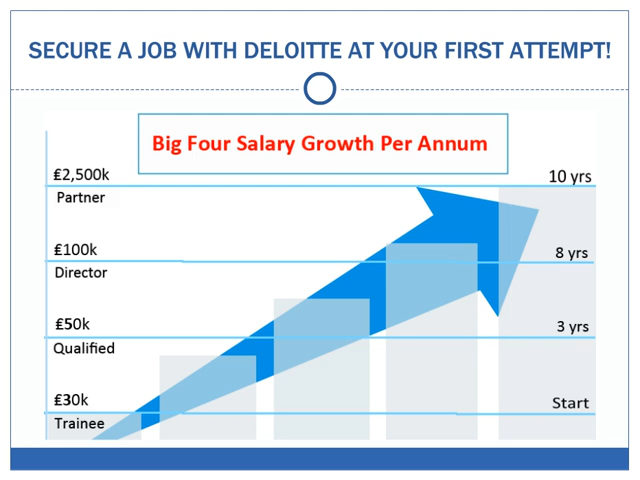 SECURE A JOB WITH DELOITTE AT YOUR FIRST ATTEMPT!
Big Four Salary Growth Per Annum
₤2,500k
10 yrs
Partner
₤100k
8 yrs
Director
₤50k
3 yrs
Qualified
₤30k
Start
Trainee